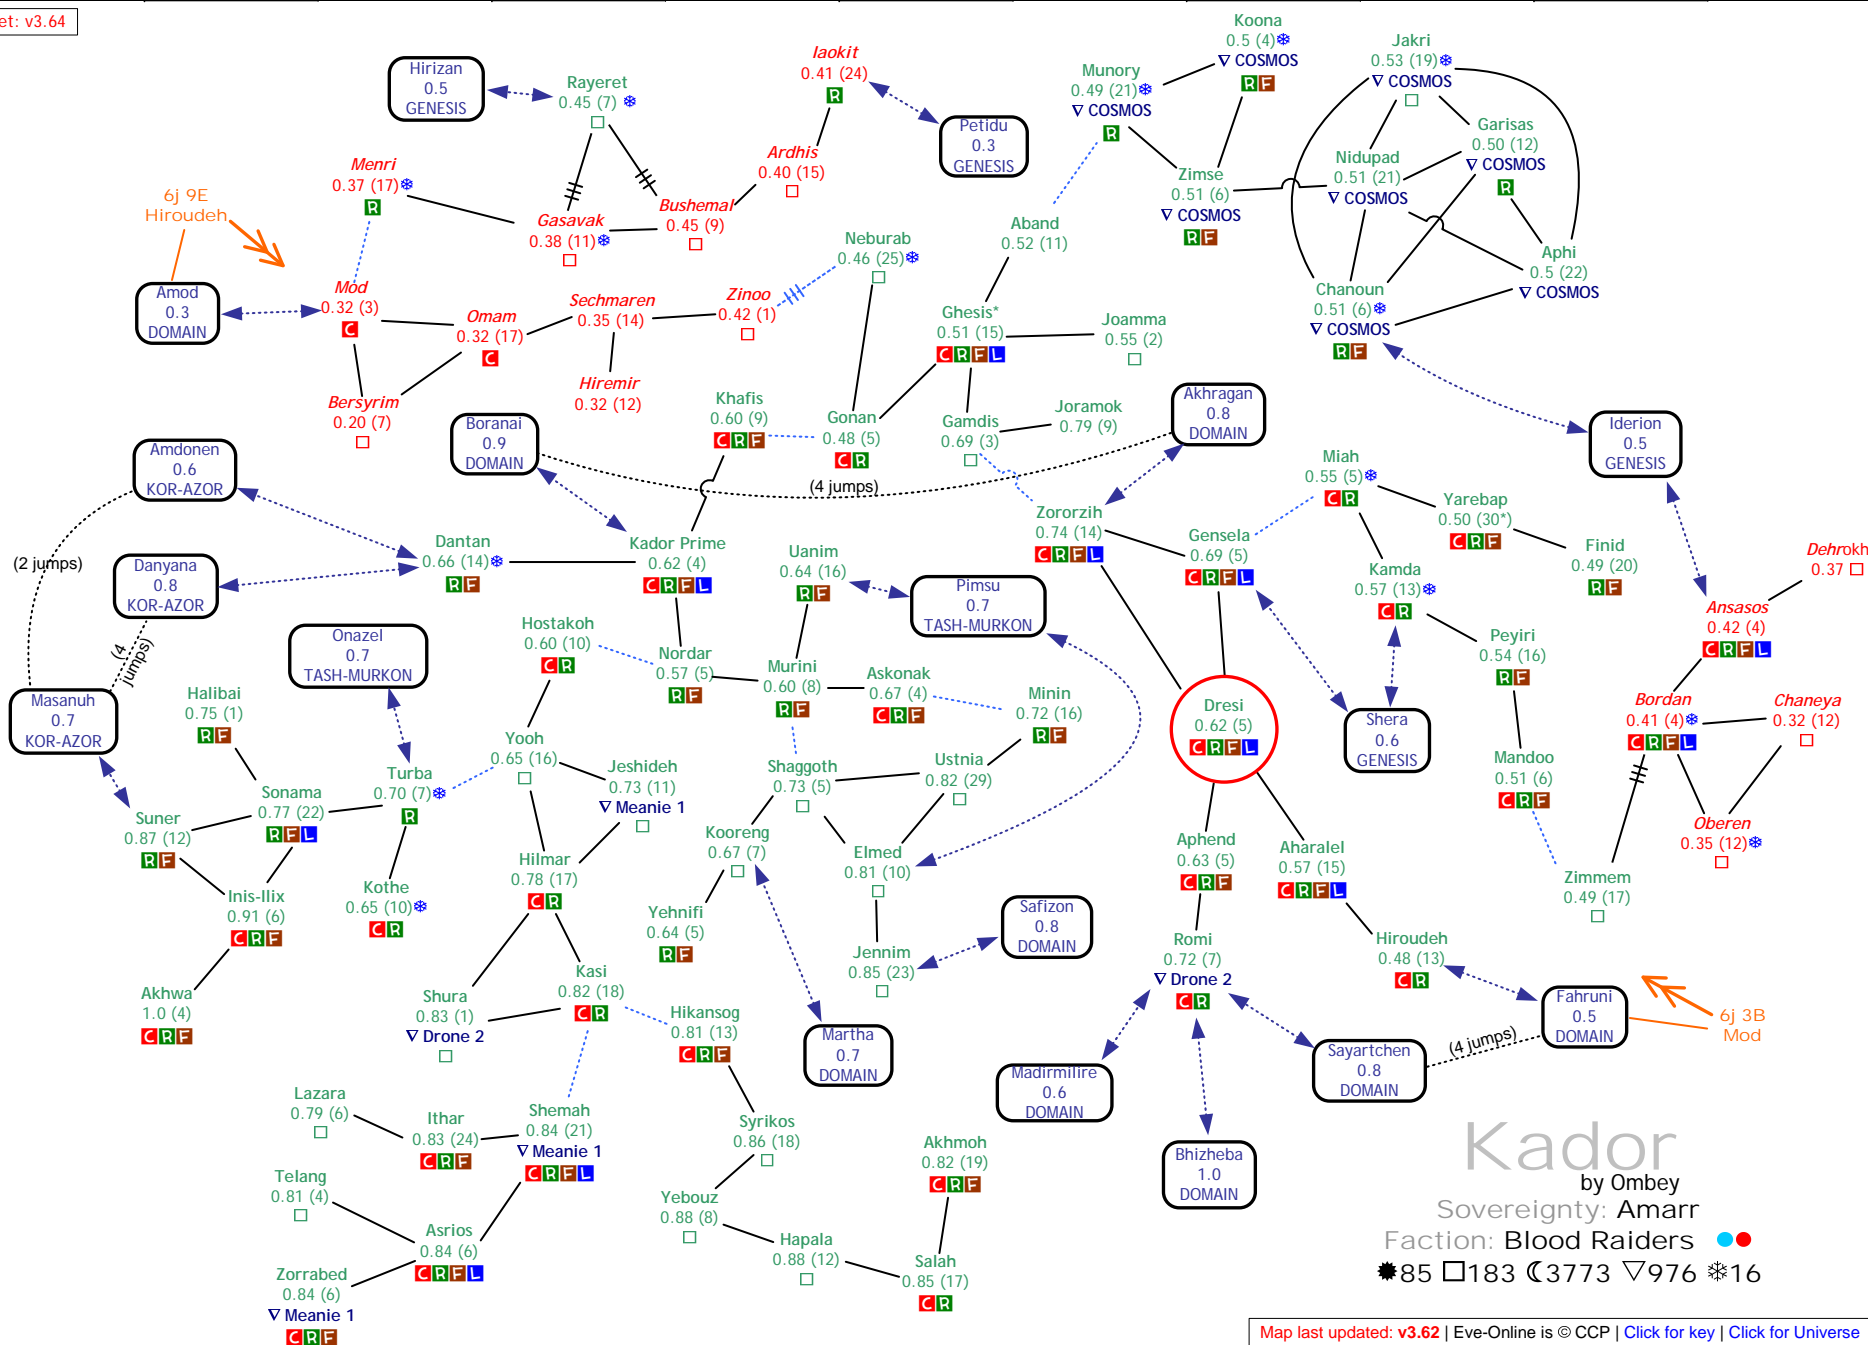 et: v3.64
Koona
0.5 (4)
∇ COSMOS
R F
Jakri
0.53 (19)
∇ COSMOS
Iaokit
0.41 (24)
R
Hirizan
0.5
GENESIS
Rayeret
0.45 (7)
Munory
0.49 (21)
∇ COSMOS
R
Petidu
0.3
GENESIS
Garisas
0.50 (12)
∇ COSMOS
R
Menri
0.37 (17)
R
Ardhis
0.40 (15)
Nidupad
0.51 (21)
∇ COSMOS
Zimse
0.51 (6)
∇ COSMOS
R F
6j 9E
Hiroudeh
Gasavak
0.38 (11)
Bushemal
0.45 (9)
Aband
0.52 (11)
Neburab
0.46 (25)
Aphi
0.5 (22)
∇ COSMOS
Amod
0.3
DOMAIN
Mod
0.32 (3)
C
Omam
0.32 (17)
C
Sechmaren
0.35 (14)
Zinoo
0.42 (1)
Ghesis*
0.51 (15)
C R F L
Joamma
0.55 (2)
Chanoun
0.51 (6)
∇ COSMOS
R F
Bersyrim
0.20 (7)
Hiremir
0.32 (12)
Khafis
0.60 (9)
C R F
Gonan
0.48 (5)
C R
Gamdis
0.69 (3)
Joramok
0.79 (9)
Akhragan
0.8
DOMAIN
Boranai
0.9
DOMAIN
Iderion
0.5
GENESIS
Amdonen
0.6
KOR-AZOR
(4 jumps)
Miah
0.55 (5)
C R
Yarebap
0.50 (30*)
C R F
Finid
0.49 (20)
R F
(2 jumps)
Danyana
0.8
KOR-AZOR
Dantan
0.66 (14)
R F
Kador Prime
0.62 (4)
C R F L
Uanim
0.64 (16)
R F
Zororzih
0.74 (14)
C R F L
Gensela
0.69 (5)
C R F L
Kamda
0.57 (13)
C R
Dehrokh
0.37
Pimsu
0.7
TASH-MURKON
Ansasos
0.42 (4)
C R F L
(4
jumps)
Onazel
0.7
TASH-MURKON
Hostakoh
0.60 (10)
C R
Nordar
0.57 (5)
R F
Murini
0.60 (8)
R F
Askonak
0.67 (4)
C R F
Minin
0.72 (16)
R F
Peyiri
0.54 (16)
R F
Masanuh
0.7
KOR-AZOR
Halibai
0.75 (1)
R F
Dresi
0.62 (5)
C R F L
Shera
0.6
GENESIS
Bordan
0.41 (4)
C R F L
Chaneya
0.32 (12)
Yooh
0.65 (16)
Jeshideh
0.73 (11)
∇ Meanie 1
Shaggoth
0.73 (5)
Ustnia
0.82 (29)
Mandoo
0.51 (6)
C R F
Turba
0.70 (7)
R
Sonama
0.77 (22)
R F L
Suner
0.87 (12)
R F
Kooreng
0.67 (7)
Elmed
0.81 (10)
Aphend
0.63 (5)
C R F
Aharalel
0.57 (15)
C R F L
Oberen
0.35 (12)
Zimmem
0.49 (17)
Hilmar
0.78 (17)
C R
Kothe
0.65 (10)
C R
Inis-Ilix
0.91 (6)
C R F
Yehnifi
0.64 (5)
R F
Safizon
0.8
DOMAIN
Jennim
0.85 (23)
Romi
0.72 (7)
∇ Drone 2
C R
Hiroudeh
0.48 (13)
C R
Akhwa
1.0 (4)
C R F
Shura
0.83 (1)
∇ Drone 2
Kasi
0.82 (18)
C R
Hikansog
0.81 (13)
C R F
Martha
0.7
DOMAIN
Fahruni
0.5
DOMAIN
6j 3B
Mod
Madirmilire
0.6
DOMAIN
Sayartchen
0.8
DOMAIN
(4 jumps)
Lazara
0.79 (6)
Ithar
0.83 (24)
C R F
Shemah
0.84 (21)
∇ Meanie 1
C R F L
Syrikos
0.86 (18)
Akhmoh
0.82 (19)
C R F
Bhizheba
1.0
DOMAIN
Telang
0.81 (4)
Yebouz
0.88 (8)
Asrios
0.84 (6)
C R F L
Hapala
0.88 (12)
Salah
0.85 (17)
C R
Zorrabed
0.84 (6)
∇ Meanie 1
C R F
Kador
by Ombey
Sovereignty: Amarr
Faction: Blood Raiders
85 □183 ☾3773 ▽976 ❄16
Map last updated: v3.62 | Eve-Online is © CCP | Click for key | Click for Universe